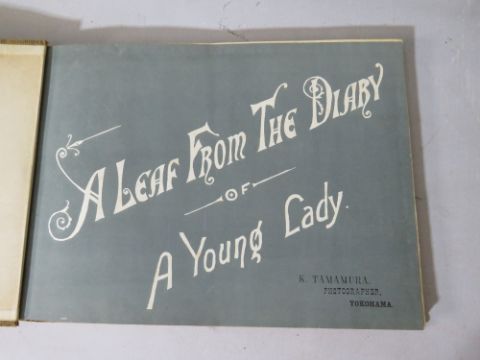 A Leaf From The Diary
OF
A Young Lady.
K. TAMAMURA.
PHOTOGRAPHER,
YOKOHAMA.